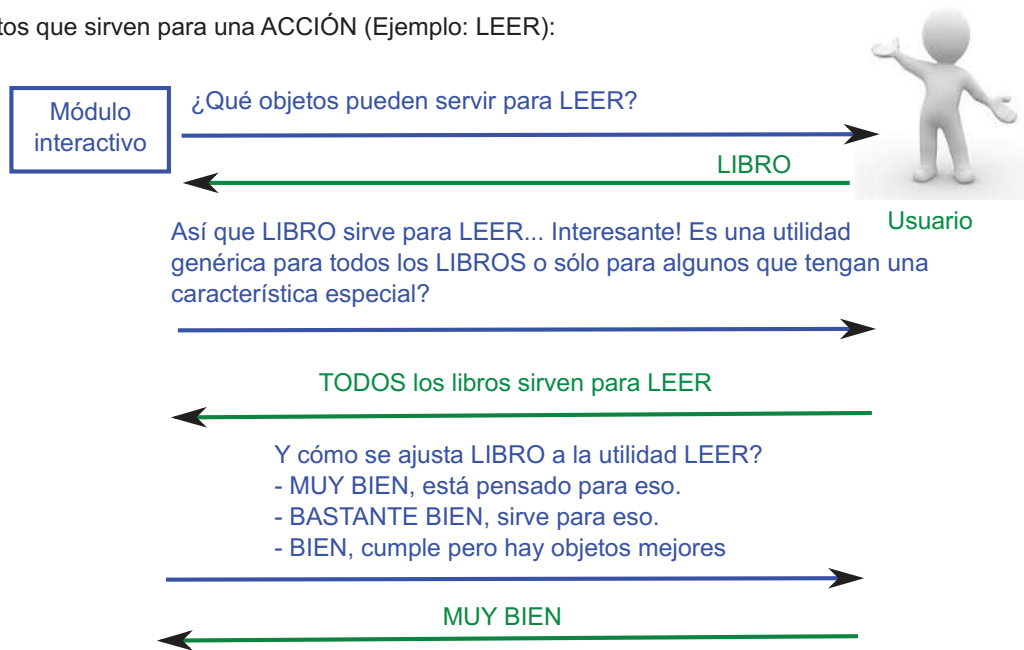 tos que sirven para una ACCIÓN (Ejemplo: LEER):
Módulo
interactivo
¿Qué objetos pueden servir para LEER?
LIBRO
Usuario
Así que LIBRO sirve para LEER... Interesante! Es una utilidad
genérica para todos los LIBROS o sólo para algunos que tengan una
característica especial?
TODOS los libros sirven para LEER
Y cómo se ajusta LIBRO a la utilidad LEER?
- MUY BIEN, está pensado para eso.
- BASTANTE BIEN, sirve para eso.
- BIEN, cumple pero hay objetos mejores
MUY BIEN